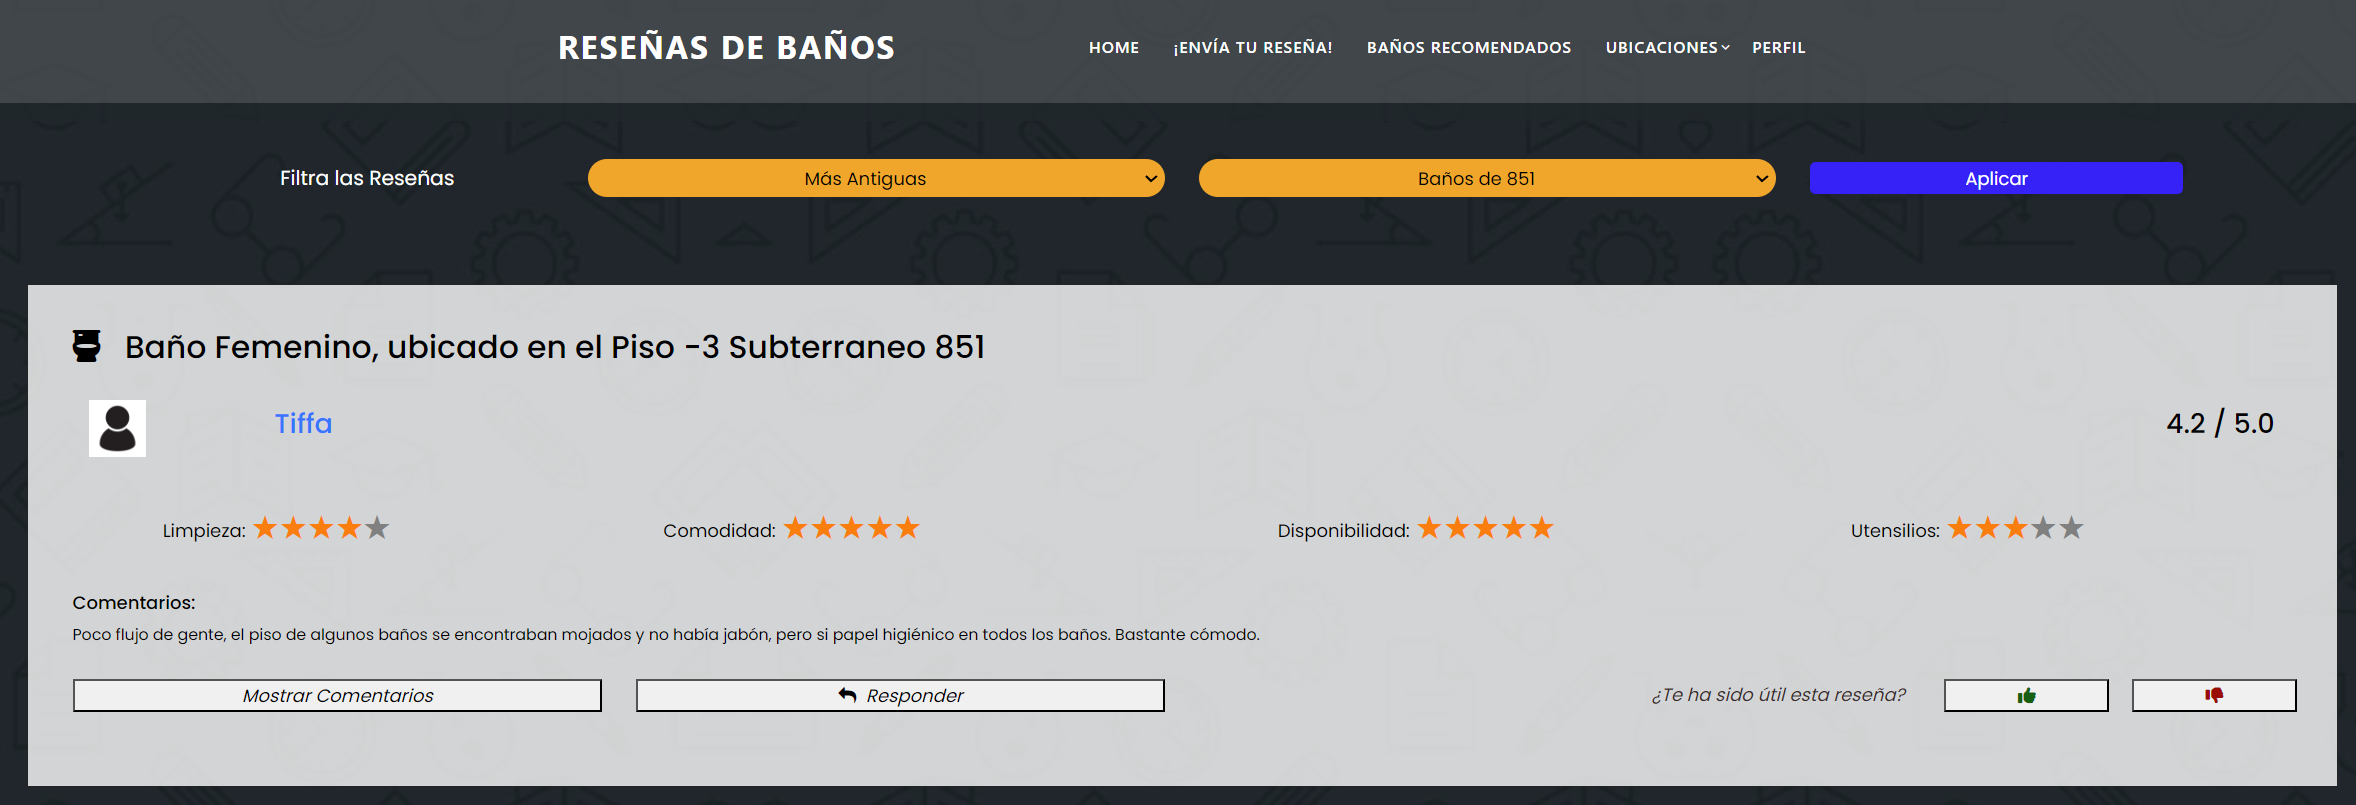 RESEÑAS DE BAÑOS
HOME ¡ENVÍA TU RESEÑA! BAÑOS RECOMENDADOS UBICACIONES PERFIL
Filtra las Reseñas Más Antiguas Baños de 851 Aplicar
Baño Femenino, ubicado en el Piso -3 Subterraneo 851
Tiffa 4.2 / 5.0
Limpieza: ★★★★★ Comodidad: ★★★★★ Disponibilidad: ★★★★★ Utensilios: ★★★★★
Comentarios:
Poco flujo de gente, el piso de algunos baños se encontraban mojados y no había jabón, pero si papel higiénico en todos los baños. Bastante cómodo.
Mostrar Comentarios Responder ¿Te ha sido útil esta reseña?